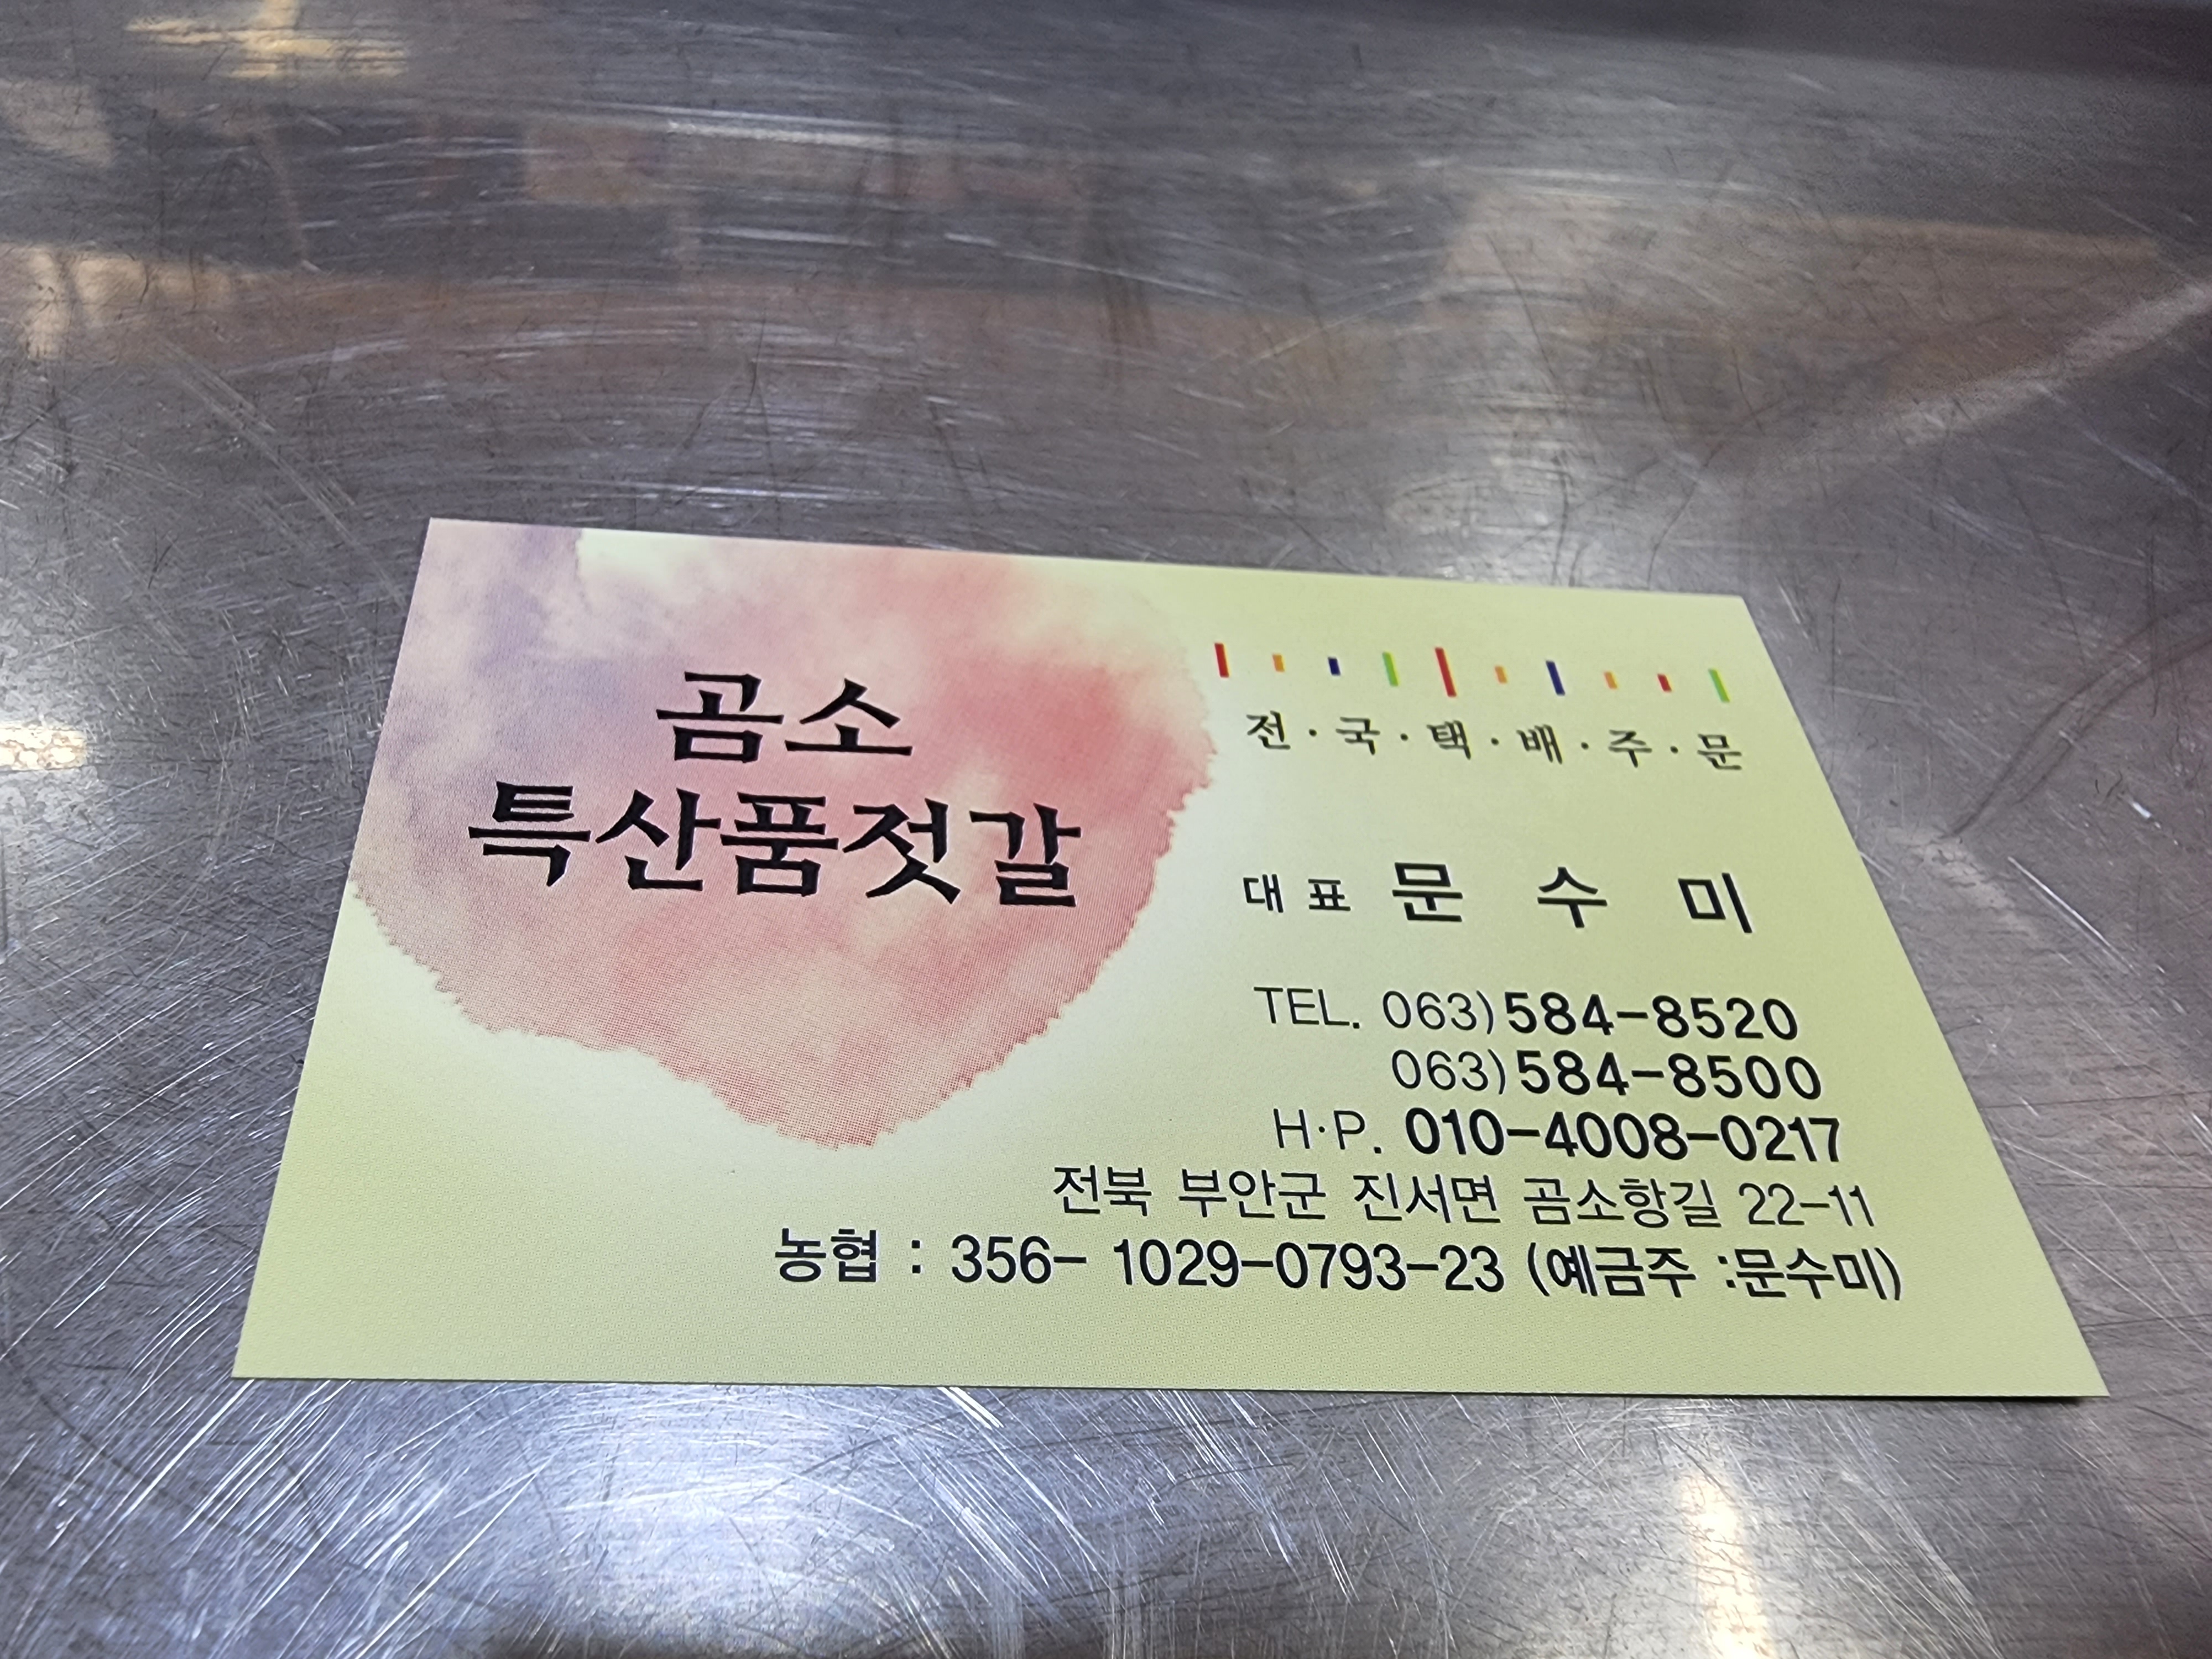 곰소
특산품젓갈
전·국·택·배·주·문
대표 문 수 미
TEL. 063)584-8520
063)584-8500
H·P. 010-4008-0217
전북 부안군 진서면 곰소항길 22-11
농협 : 356- 1029-0793-23 (예금주 :문수미)